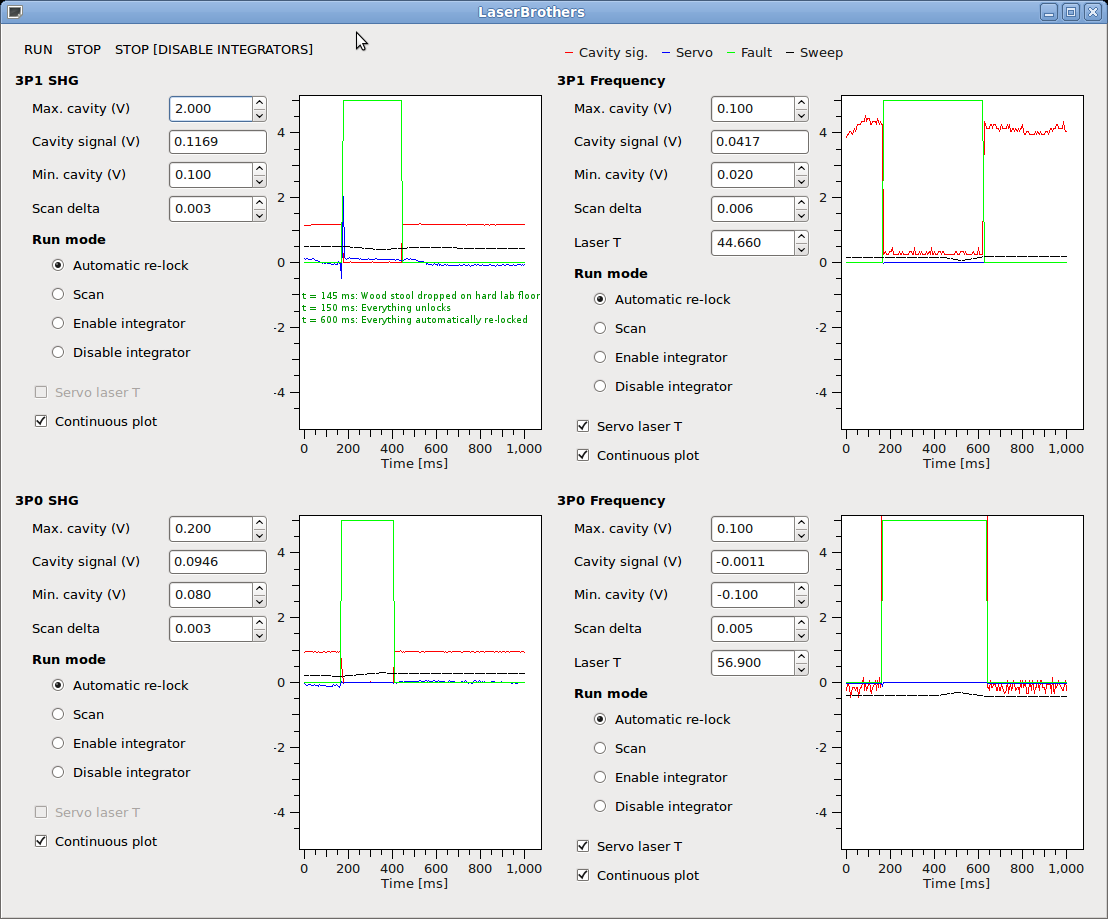 LaserBrothers
RUN STOP STOP [DISABLE INTEGRATORS]
Cavity sig. Servo Fault Sweep
3P1 SHG
Max. cavity (V) 2.000
Cavity signal (V) 0.1169
Min. cavity (V) 0.100
Scan delta 0.003
Run mode
Automatic re-lock
Scan
Enable integrator
Disable integrator
Servo laser T
Continuous plot
4
2
0
-2
-4
t = 145 ms: Wood stool dropped on hard lab floor
t = 150 ms: Everything unlocks
t = 600 ms: Everything automatically re-locked
0 200 400 600 800 1,000
Time [ms]
3P1 Frequency
Max. cavity (V) 0.100
Cavity signal (V) 0.0417
Min. cavity (V) 0.020
Scan delta 0.006
Laser T 44.660
Run mode
Automatic re-lock
Scan
Enable integrator
Disable integrator
Servo laser T
Continuous plot
4
2
0
-2
-4
0 200 400 600 800 1,000
Time [ms]
3P0 SHG
Max. cavity (V) 0.200
Cavity signal (V) 0.0946
Min. cavity (V) 0.080
Scan delta 0.003
Run mode
Automatic re-lock
Scan
Enable integrator
Disable integrator
Servo laser T
Continuous plot
4
2
0
-2
-4
0 200 400 600 800 1,000
Time [ms]
3P0 Frequency
Max. cavity (V) 0.100
Cavity signal (V) -0.0011
Min. cavity (V) -0.100
Scan delta 0.005
Laser T 56.900
Run mode
Automatic re-lock
Scan
Enable integrator
Disable integrator
Servo laser T
Continuous plot
4
2
0
-2
-4
0 200 400 600 800 1,000
Time [ms]